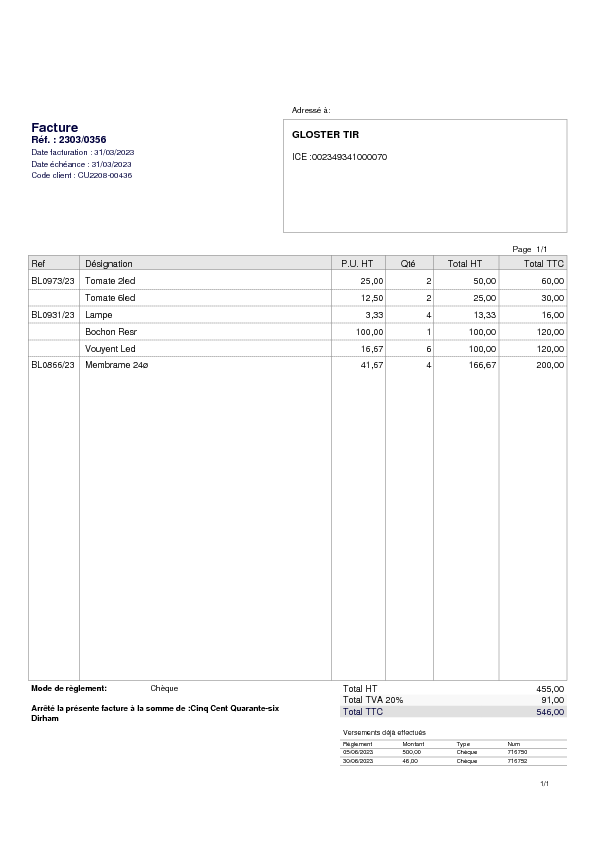 Adressé à:
Facture
Réf. : 2303/0356
Date facturation : 31/03/2023
Date échéance : 31/03/2023
Code client : CU2208-00436
GLOSTER TIR
ICE :002349341000070
Page 1/1
Ref Désignation P.U. HT Qté Total HT Total TTC
BL0973/23 Tomate 2led 25,00 2 50,00 60,00
Tomate 6led 12,50 2 25,00 30,00
BL0931/23 Lampe 3,33 4 13,33 16,00
Bochon Resr 100,00 1 100,00 120,00
Vouyent Led 16,67 6 100,00 120,00
BL0866/23 Membrame 24ø 41,67 4 166,67 200,00
Mode de règlement: Chèque
Total HT 455,00
Total TVA 20% 91,00
Total TTC 546,00
Arrêté la présente facture à la somme de :Cinq Cent Quarante-six
Dirham
Versements déjà effectués
Règlement Montant Type Num
05/06/2023 500,00 Chèque 716750
30/06/2023 46,00 Chèque 716752
1/1